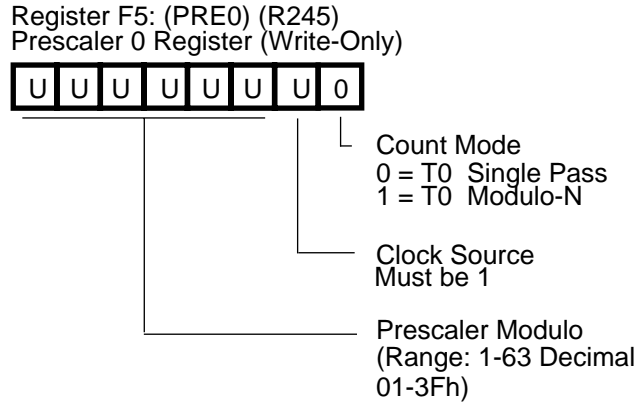 Register F5: (PRE0) (R245)
Prescaler 0 Register (Write-Only)
U U U U U U U 0
Count Mode
0 = T0 Single Pass
1 = T0 Modulo-N
Clock Source
Must be 1
Prescaler Modulo
(Range: 1-63 Decimal
01-3Fh)